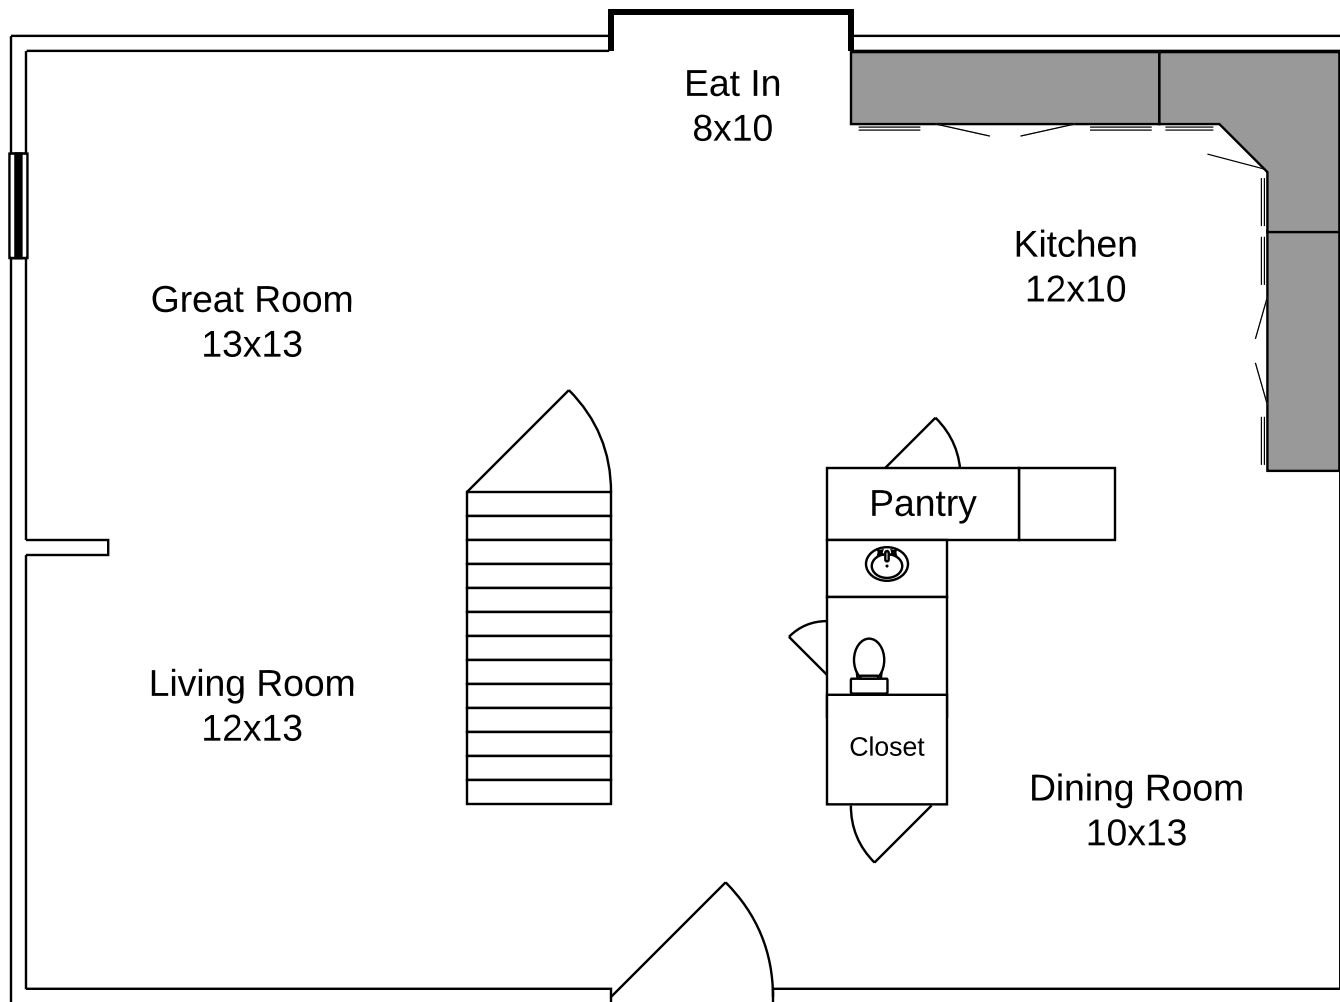 Eat In
8x10
Kitchen
12x10
Great Room
13x13
Pantry
Living Room
12x13
Closet
Dining Room
10x13